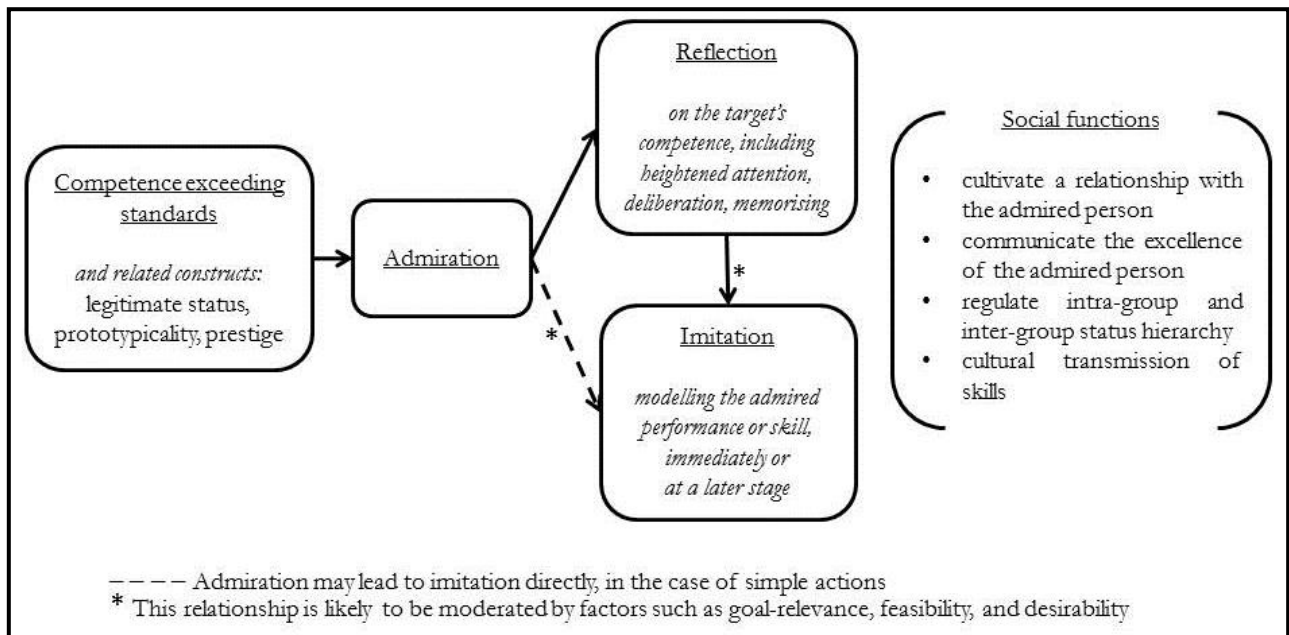 Competence exceeding
standards
and related constructs:
legitimate status,
prototypicality, prestige
Admiration
Reflection
on the target's
competence, including
heightened attention,
deliberation, memorising
*
*
Imitation
modelling the admired
performance or skill,
immediately or
at a later stage
Social functions
• cultivate a relationship with
the admired person
• communicate the excellence
of the admired person
• regulate intra-group and
inter-group status hierarchy
• cultural transmission of
skills
– – – – Admiration may lead to imitation directly, in the case of simple actions
* This relationship is likely to be moderated by factors such as goal-relevance, feasibility, and desirability